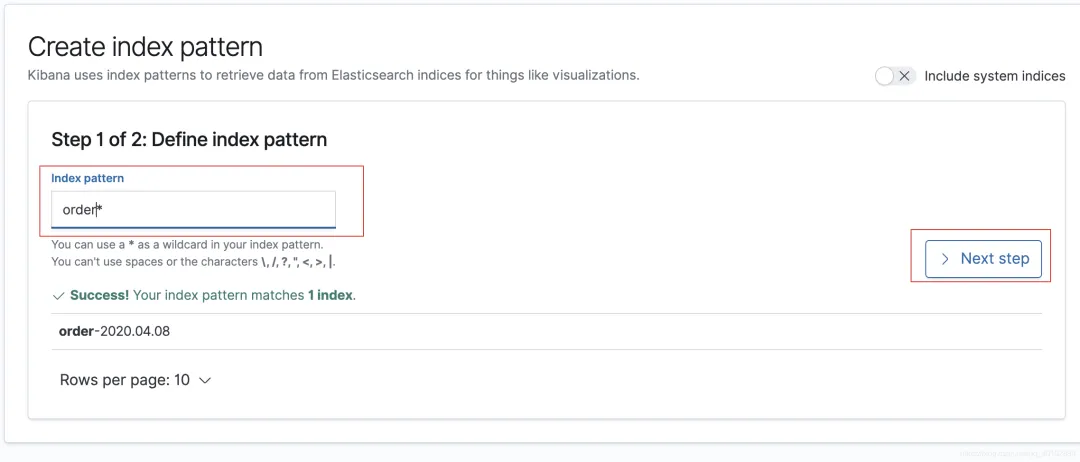 Create index pattern
Kibana uses index patterns to retrieve data from Elasticsearch indices for things like visualizations.
Include system indices
Step 1 of 2: Define index pattern
Index pattern
order*
You can use a * as a wildcard in your index pattern.
You can't use spaces or the characters \, /, ?, ", <, >, |.
Next step
Success! Your index pattern matches 1 index.
order-2020.04.08
Rows per page: 10